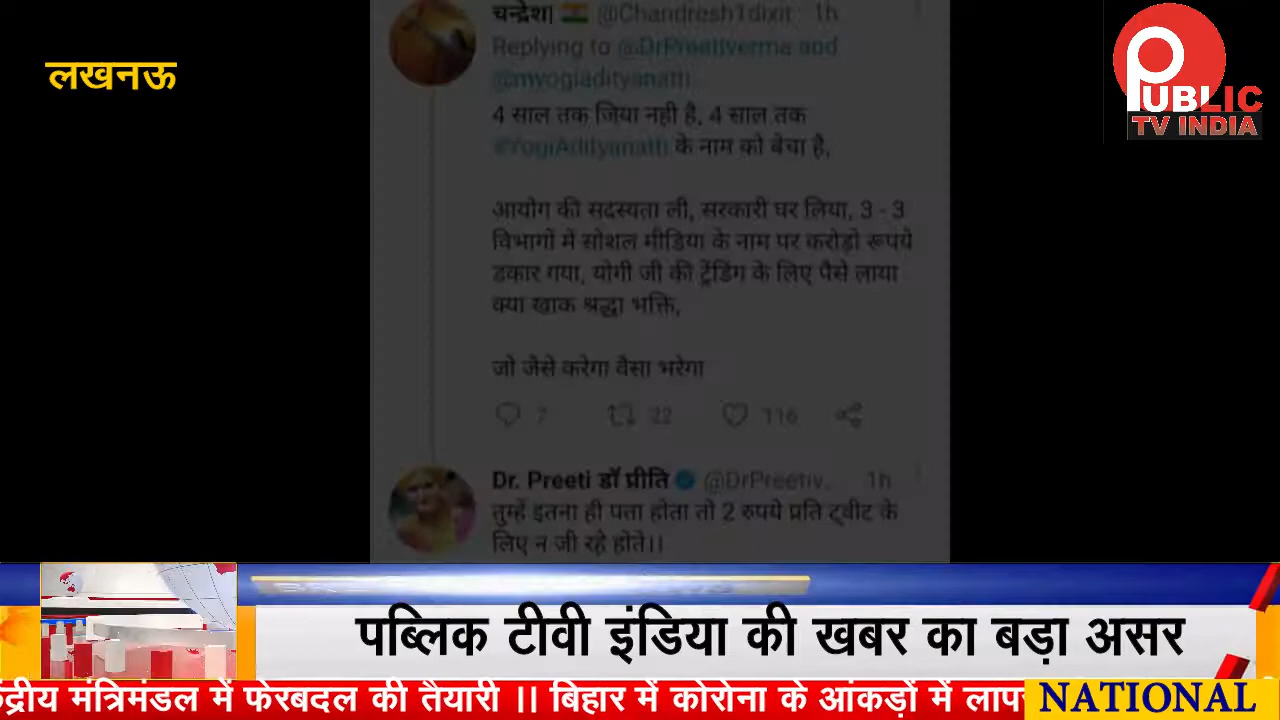 लखनऊ
PUBLIC
TV INDIA
चन्द्रेश| @Chandresh1dixit 1h
Replying to @DrPreetiverma and
@myogiadityanath
4 साल तक जिया नही है, 4 साल तक
#YogiAdityanath के नाम को बेचा है,
आयोग की सदस्यता ली, सरकारी घर लिया, 3 - 3
विभागों में सोशल मीडिया के नाम पर करोड़ो रूपये
डकार गया, योगी जी की ट्रेंडिंग के लिए पैसे लाया
क्या खाक श्रद्धा भक्ति,
जो जैसे करेगा वैसा भरेगा
7 22 116
Dr. Preeti डॉ प्रीति @DrPreetiv. 1h
तुम्हें इतना ही पता होता तो 2 रुपये प्रति ट्वीट के
लिए न जी रहे होते।।
पब्लिक टीवी इंडिया की खबर का बड़ा असर
केंद्रीय मंत्रिमंडल में फेरबदल की तैयारी ।। बिहार में कोरोना के आंकड़ों में लापर
NATIONAL